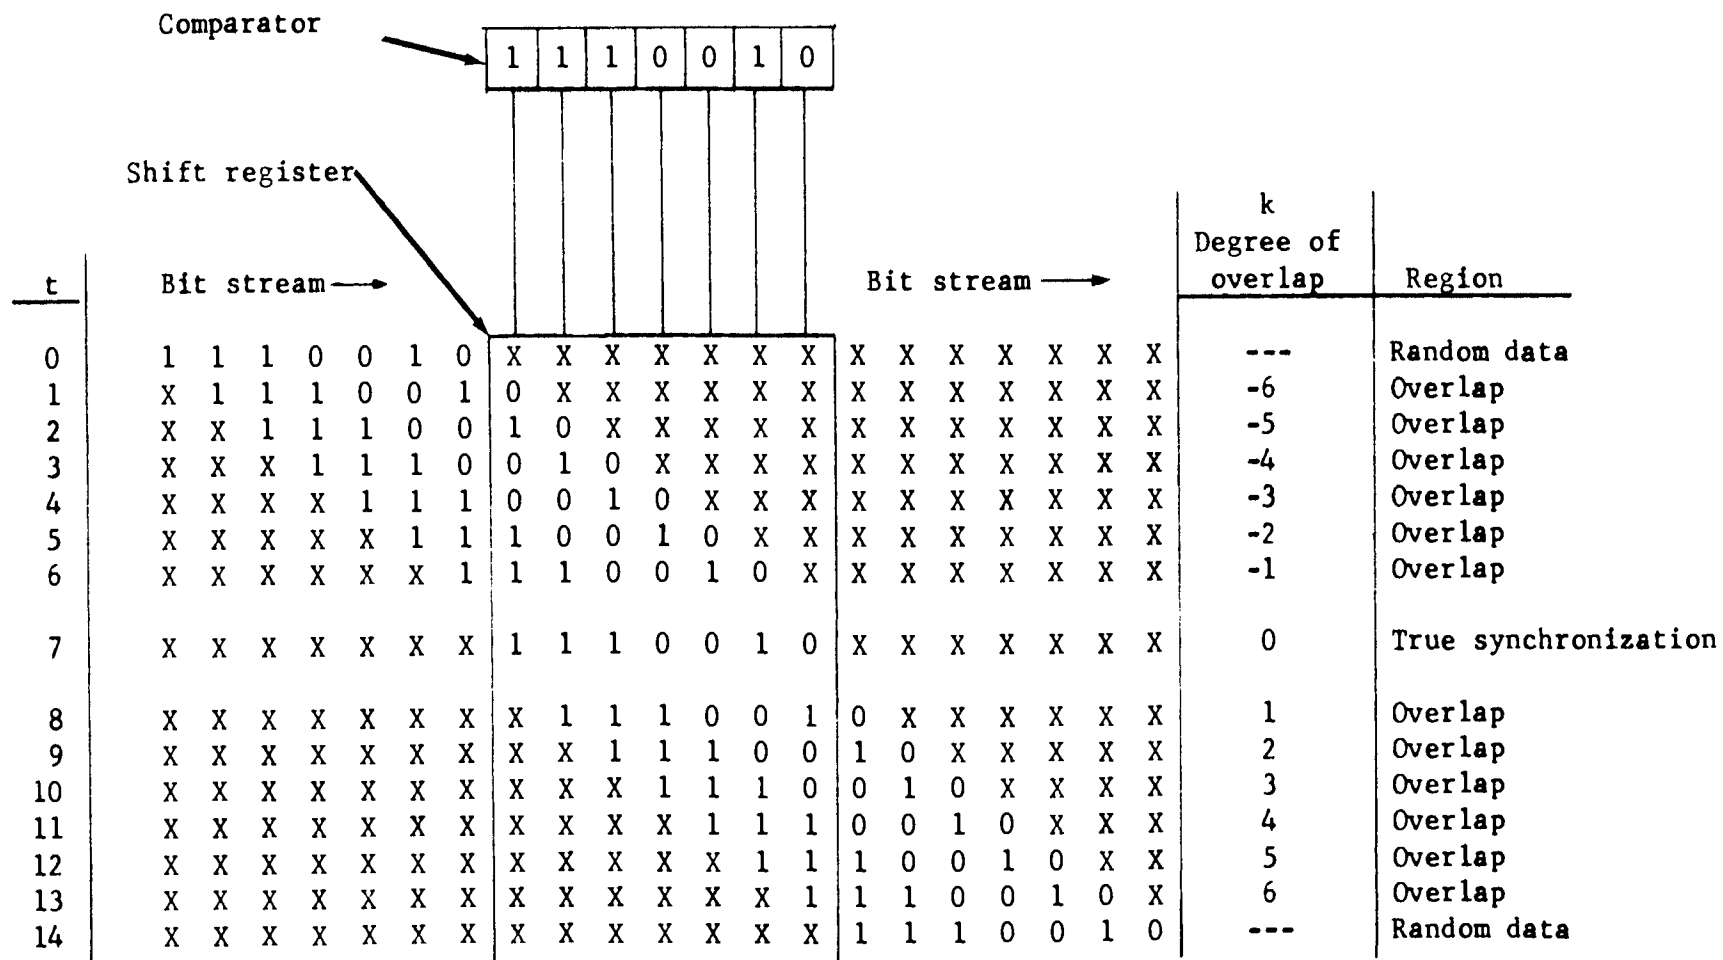 Comparator
1 1 1 0 0 1 0
Shift register
k
Degree of
t Bit stream Bit stream overlap Region
0 1 1 1 0 0 1 0 X X X X X X X X X X X X X X --- Random data
1 X 1 1 1 0 0 1 0 X X X X X X X X X X X X X -6 Overlap
2 X X 1 1 1 0 0 1 0 X X X X X X X X X X X X -5 Overlap
3 X X X 1 1 1 0 0 1 0 X X X X X X X X X X X -4 Overlap
4 X X X X 1 1 1 0 0 1 0 X X X X X X X X X X -3 Overlap
5 X X X X X 1 1 1 0 0 1 0 X X X X X X X X X -2 Overlap
6 X X X X X X 1 1 1 0 0 1 0 X X X X X X X X -1 Overlap
7 X X X X X X X 1 1 1 0 0 1 0 X X X X X X X 0 True synchronization
8 X X X X X X X X 1 1 1 0 0 1 0 X X X X X X 1 Overlap
9 X X X X X X X X X 1 1 1 0 0 1 0 X X X X X 2 Overlap
10 X X X X X X X X X X 1 1 1 0 0 1 0 X X X X 3 Overlap
11 X X X X X X X X X X X 1 1 1 0 0 1 0 X X X 4 Overlap
12 X X X X X X X X X X X X 1 1 1 0 0 1 0 X X 5 Overlap
13 X X X X X X X X X X X X X 1 1 1 0 0 1 0 X 6 Overlap
14 X X X X X X X X X X X X X X 1 1 1 0 0 1 0 --- Random data